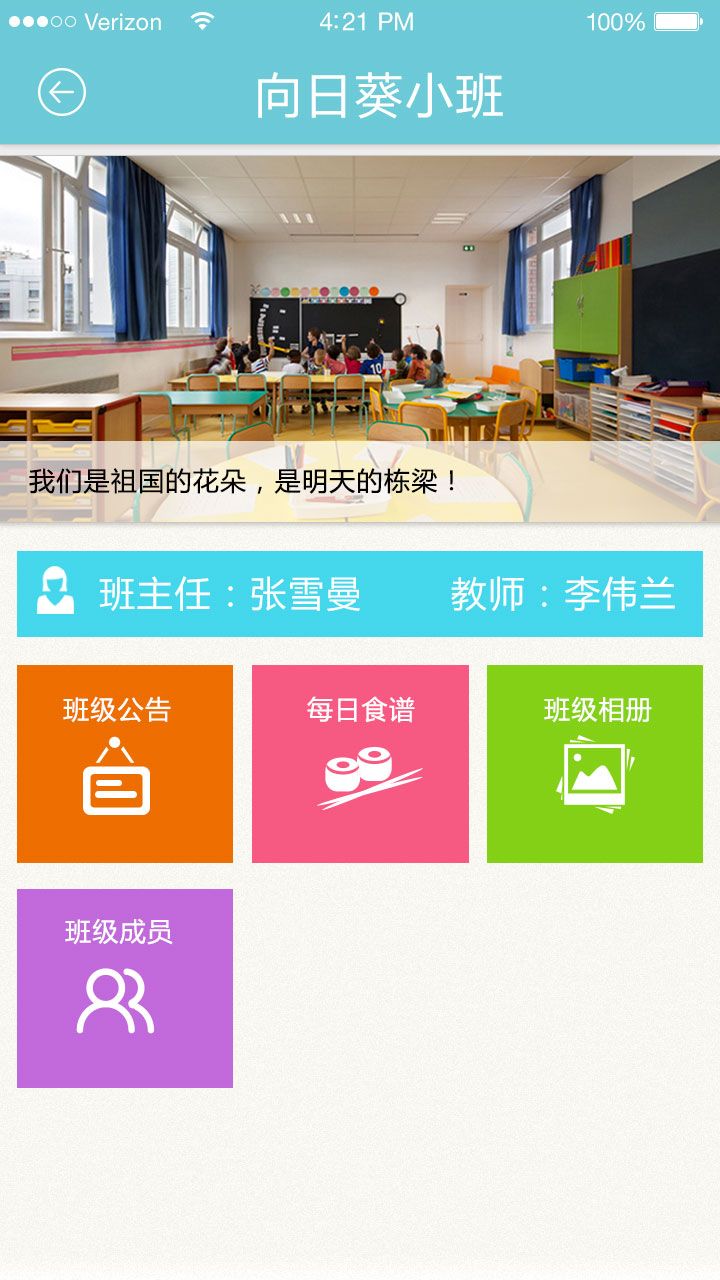 Verizon 4:21 PM 100%
向日葵小班
我们是祖国的花朵，是明天的栋梁！
班主任：张雪曼 教师：李伟兰
班级公告 每日食谱 班级相册
班级成员